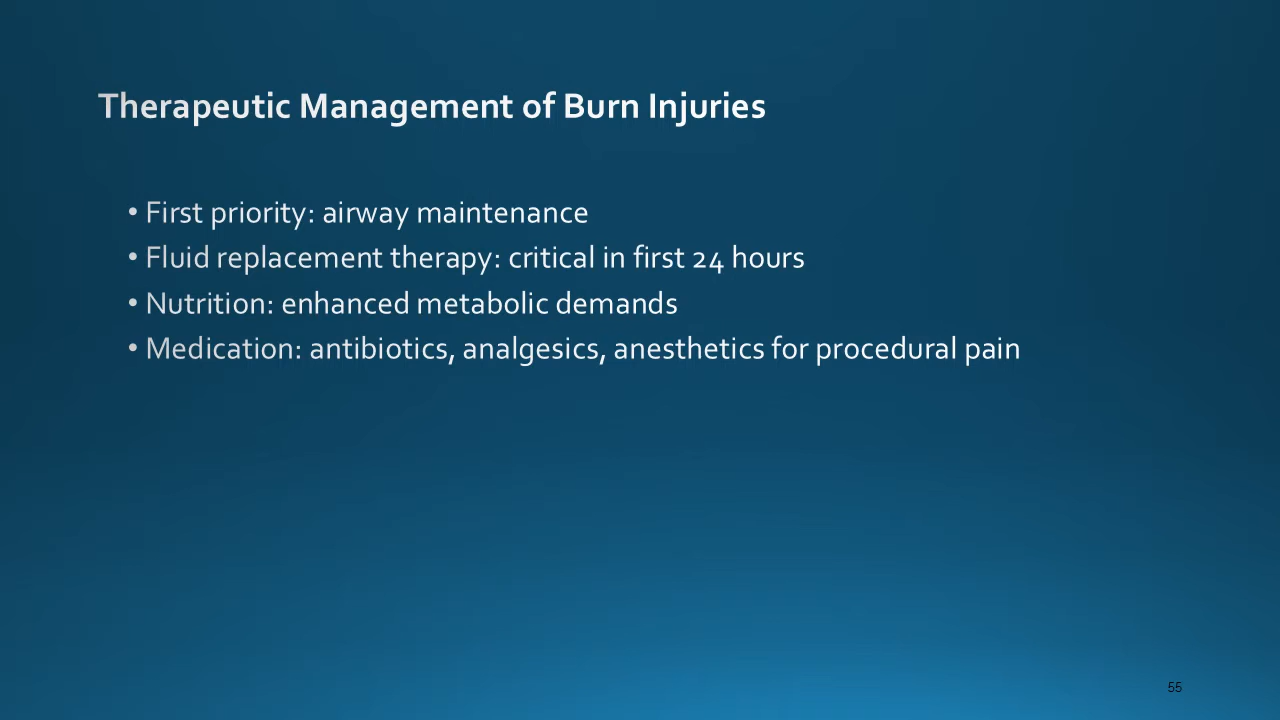 Therapeutic Management of Burn Injuries
• First priority: airway maintenance
• Fluid replacement therapy: critical in first 24 hours
• Nutrition: enhanced metabolic demands
• Medication: antibiotics, analgesics, anesthetics for procedural pain
55